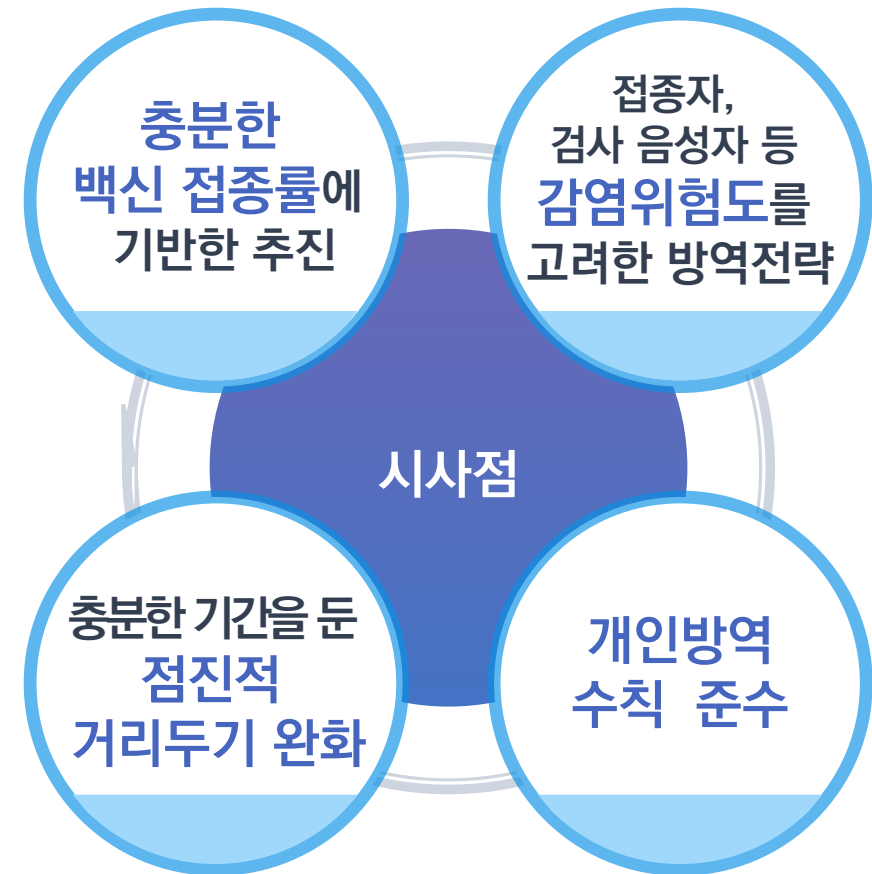 충분한
백신 접종률에
기반한 추진
접종자,
검사 음성자 등
감염위험도를
고려한 방역전략
시사점
충분한 기간을 둔
점진적
거리두기 완화
개인방역
수칙 준수